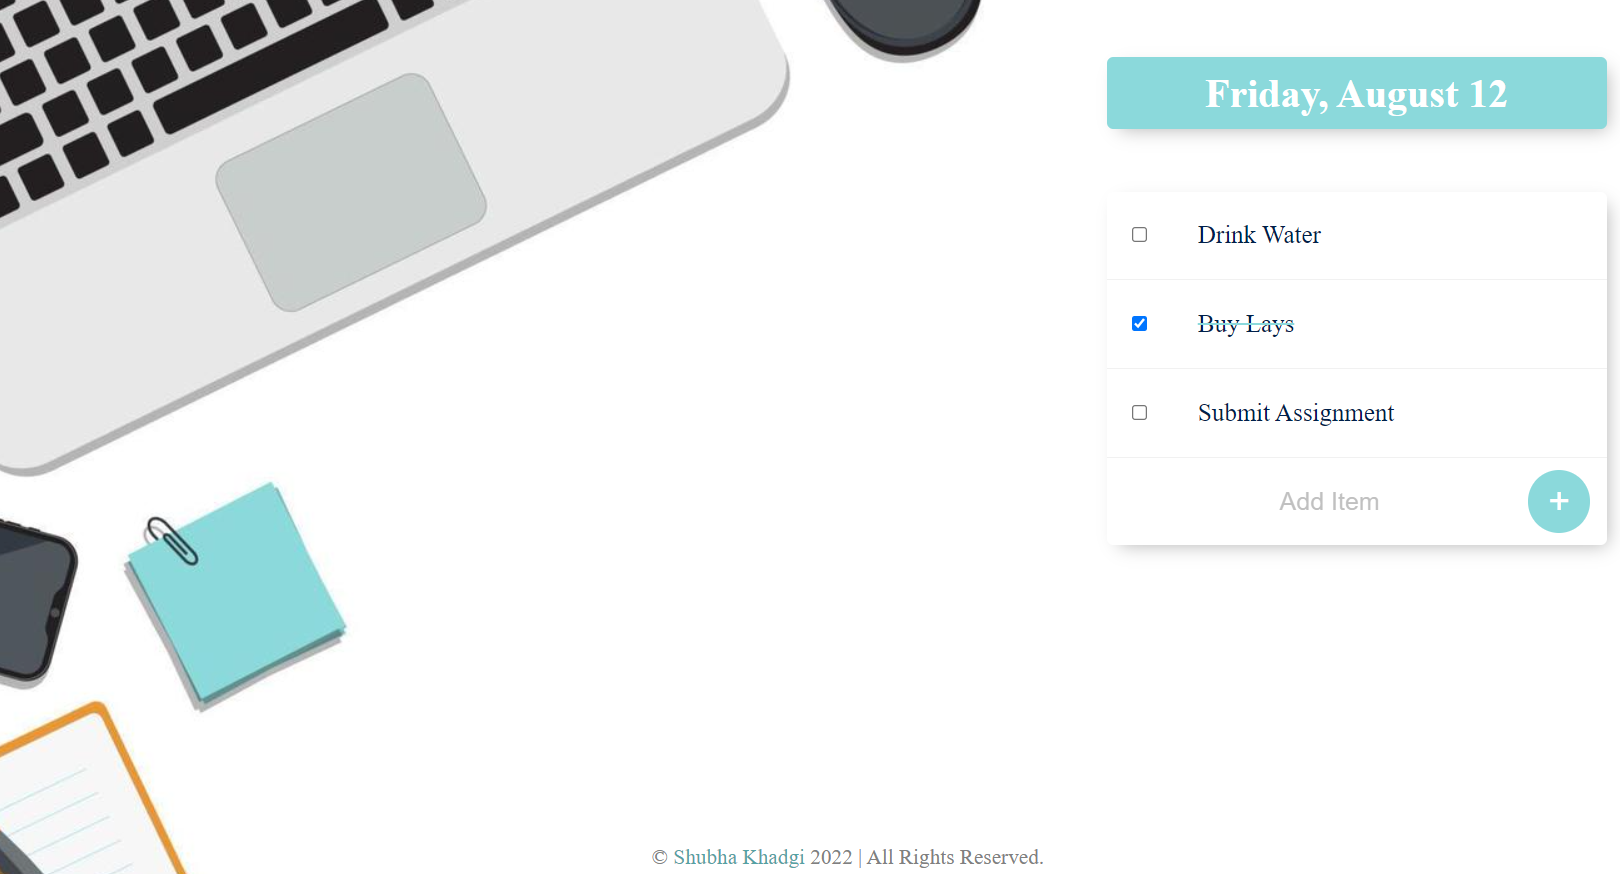 Friday, August 12
Drink Water
Buy Lays
Submit Assignment
Add Item
+
© Shubha Khadgi 2022 | All Rights Reserved.